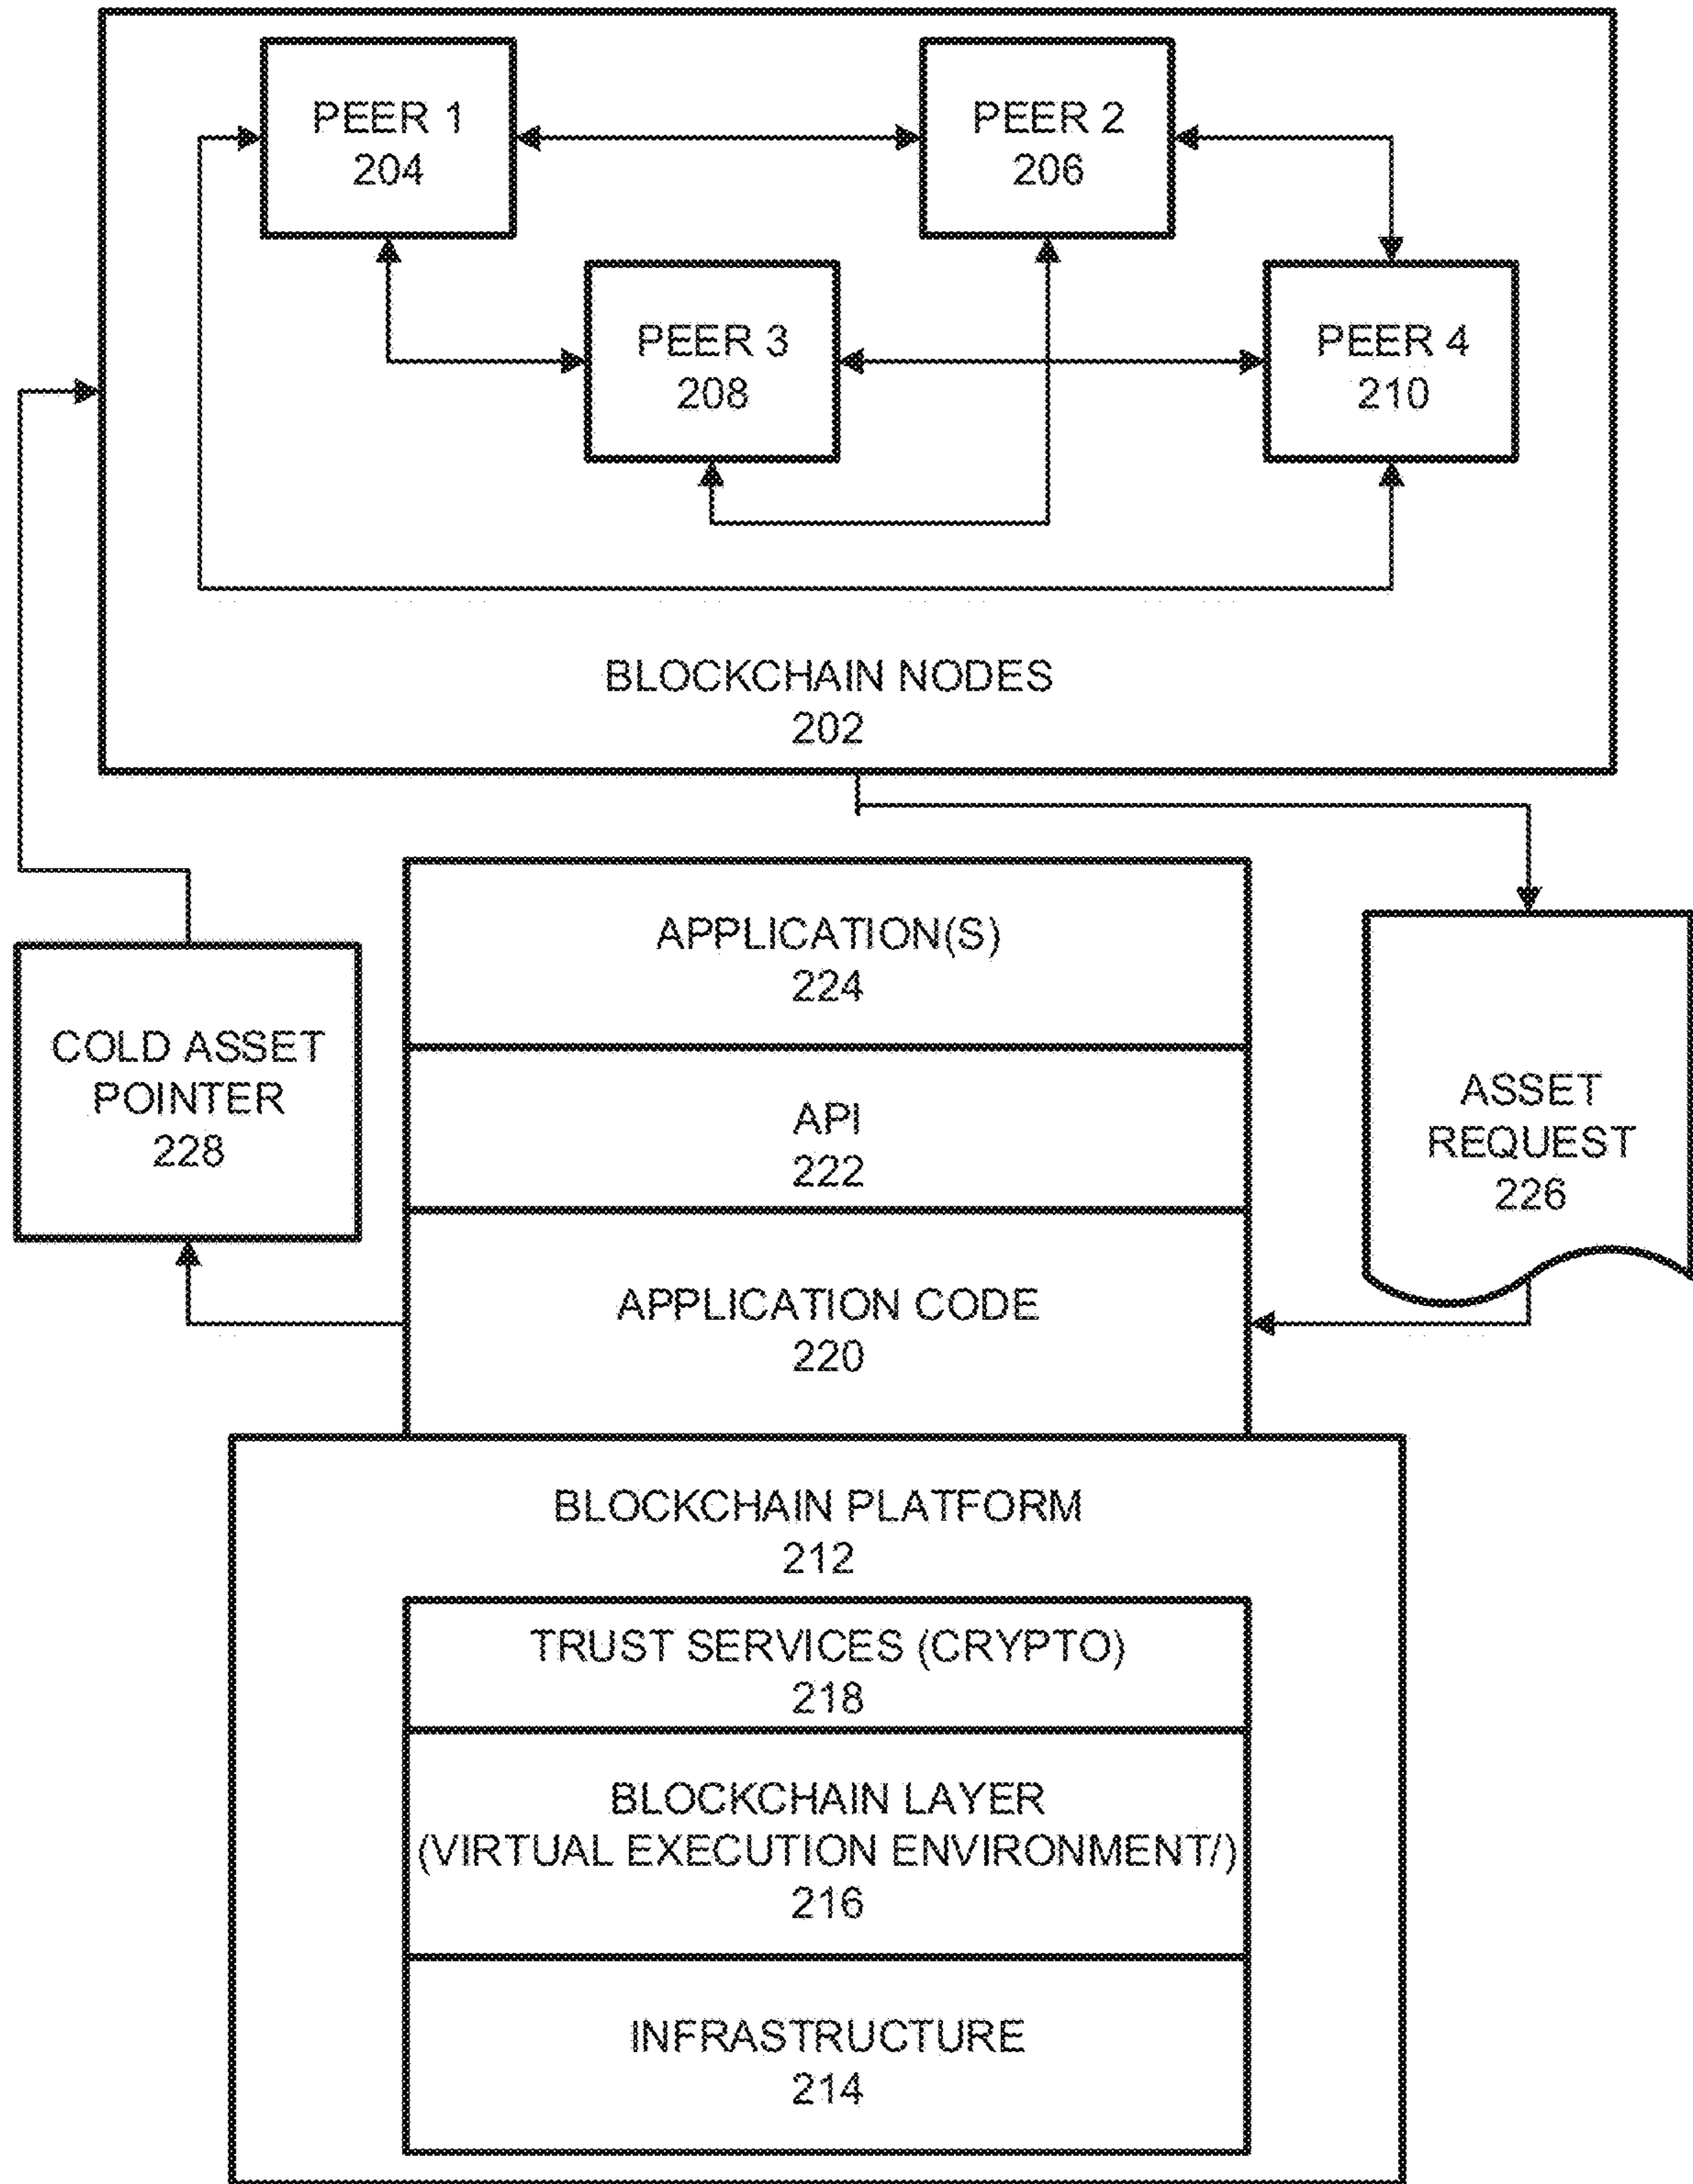 PEER 1
204
PEER 2
206
PEER 3
208
PEER 4
210
BLOCKCHAIN NODES
202
APPLICATION(S)
224
COLD ASSET
POINTER
228
API
222
ASSET
REQUEST
226
APPLICATION CODE
220
BLOCKCHAIN PLATFORM
212
TRUST SERVICES (CRYPTO)
218
BLOCKCHAIN LAYER
(VIRTUAL EXECUTION ENVIRONMENT/)
216
INFRASTRUCTURE
214